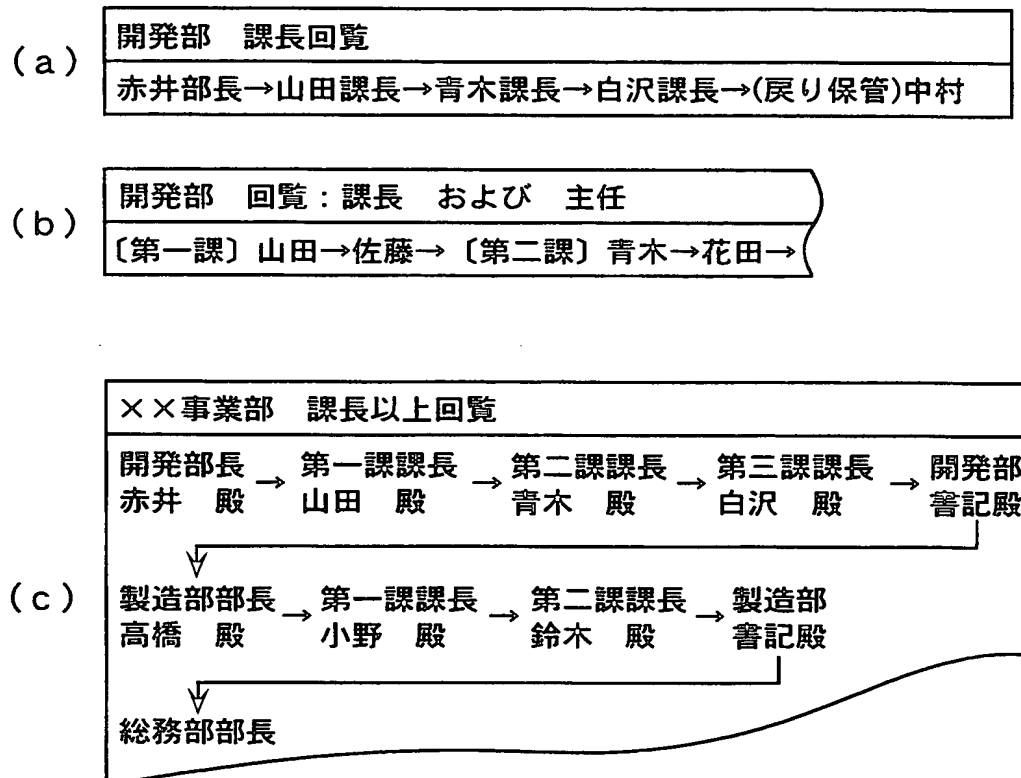 (a)
開発部 課長回覧
赤井部長→山田課長→青木課長→白沢課長→(戻り保管)中村
(b)
開発部 回覧:課長 および 主任
〔第一課〕山田→佐藤→〔第二課〕青木→花田→
(c)
××事業部 課長以上回覧
開発部長 赤井 殿→第一課課長 山田 殿→第二課課長 青木 殿→第三課課長 白沢 殿→開発部 書記殿
製造部部長 高橋 殿→第一課課長 小野 殿→第二課課長 鈴木 殿→製造部 書記殿
総務部部長